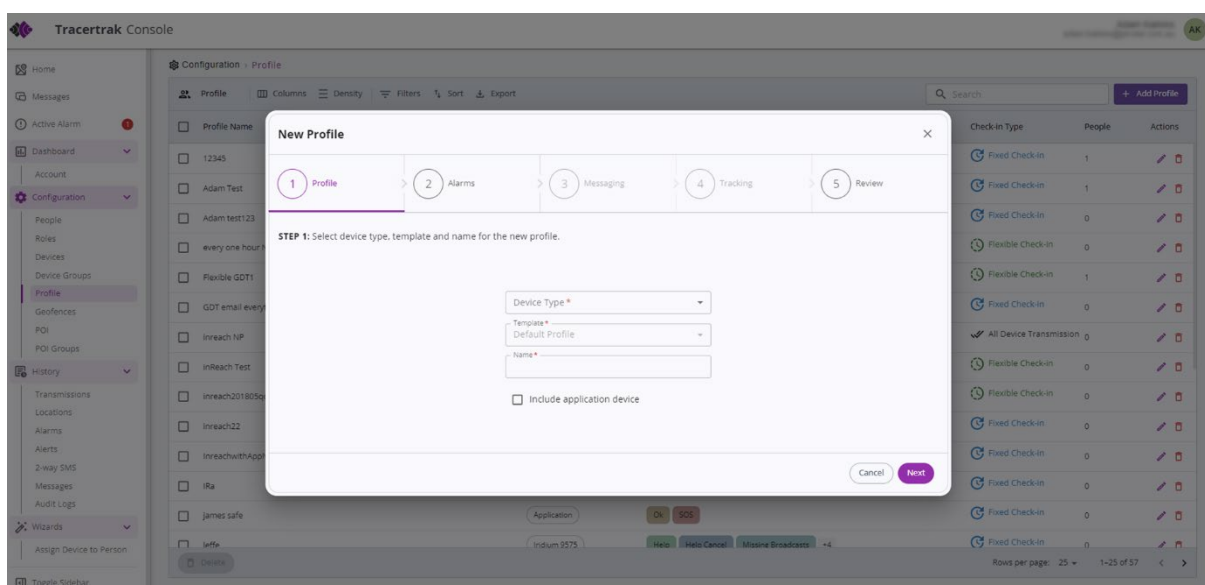 Tracertrak Console
AK
Home
Messages
Active Alarm
Dashboard
Account
Configuration
People
Roles
Devices
Device Groups
Profile
Geofences
POI
POI Groups
History
Transmissions
Locations
Alarms
Alerts
2-way SMS
Messages
Audit Logs
Wizards
Assign Device to Person
Toggle Sidebar
Configuration › Profile
Profile Columns Density Filters Sort Export Search + Add Profile
Profile Name Check-in Type People Actions
12345 Fixed Check-in 1
Adam Test Fixed Check-in 1
Adam test123 Fixed Check-in 0
every one hour Flexible Check-in 0
Flexible GDT1 Flexible Check-in 1
GDT email every Fixed Check-in 0
Inreach NP All Device Transmission 0
inReach Test Flexible Check-in 0
Flexible Check-in 0
Inreach22 Fixed Check-in 0
Fixed Check-in 0
IRa Fixed Check-in 0
James safe Application Ok SOS Fixed Check-in 0
Jeffe Iridium 9575 Help Help Cancel Missing Broadcasts +4 Fixed Check-in 0
Delete Rows per page: 25 1–25 of 57
New Profile
1 Profile 2 Alarms 3 Messaging 4 Tracking 5 Review
STEP 1: Select device type, template and name for the new profile.
Device Type *
Template *
Default Profile
Name *
Include application device
Cancel Next